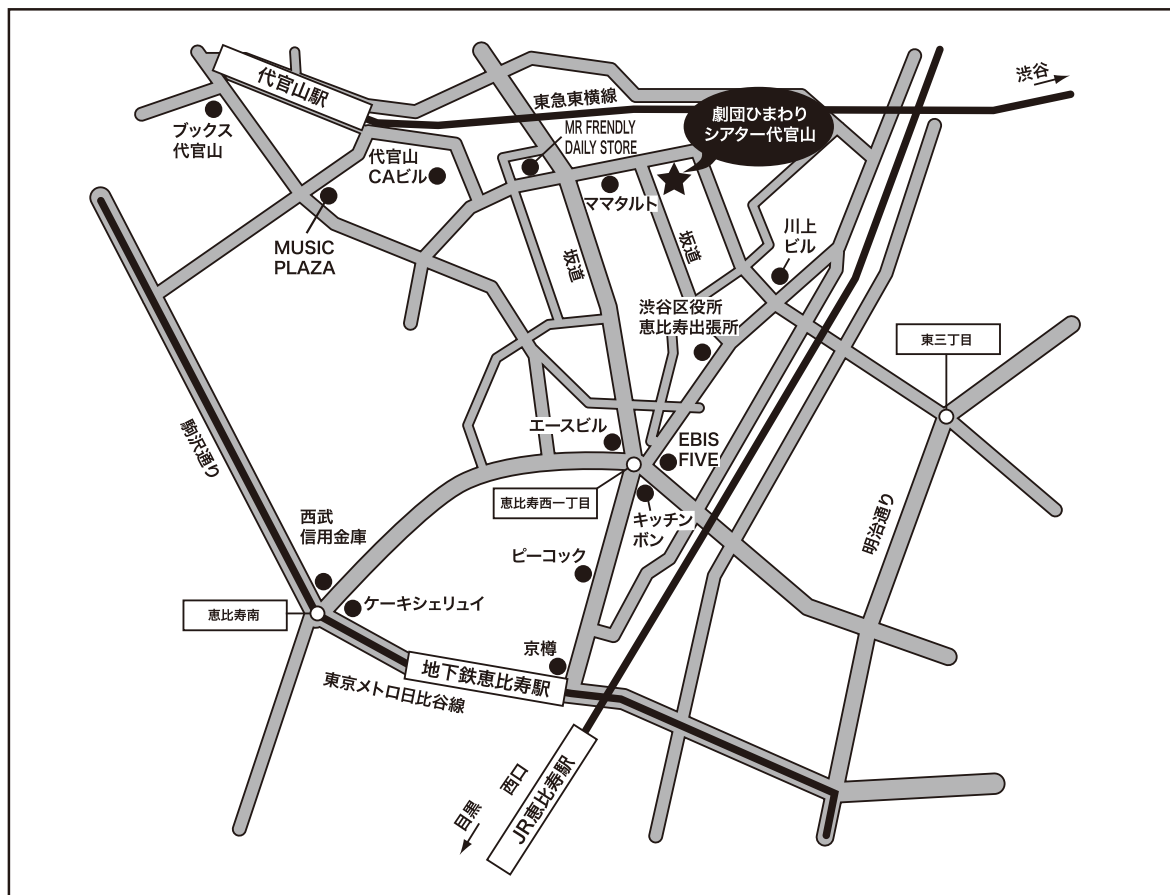 渋谷
代官山駅
東急東横線
劇団ひまわり
シアター代官山
ブックス
代官山
代官山
CAビル
MR FRENDLY
DAILY STORE
ママタルト
MUSIC
PLAZA
坂道
坂道
川上
ビル
渋谷区役所
恵比寿出張所
東三丁目
駒沢通り
エースビル
EBIS
FIVE
恵比寿西一丁目
キッチン
ボン
明治通り
西武
信用金庫
ピーコック
恵比寿南
ケーキシェリュイ
京樽
地下鉄恵比寿駅
東京メトロ日比谷線
西口
JR恵比寿駅
目黒